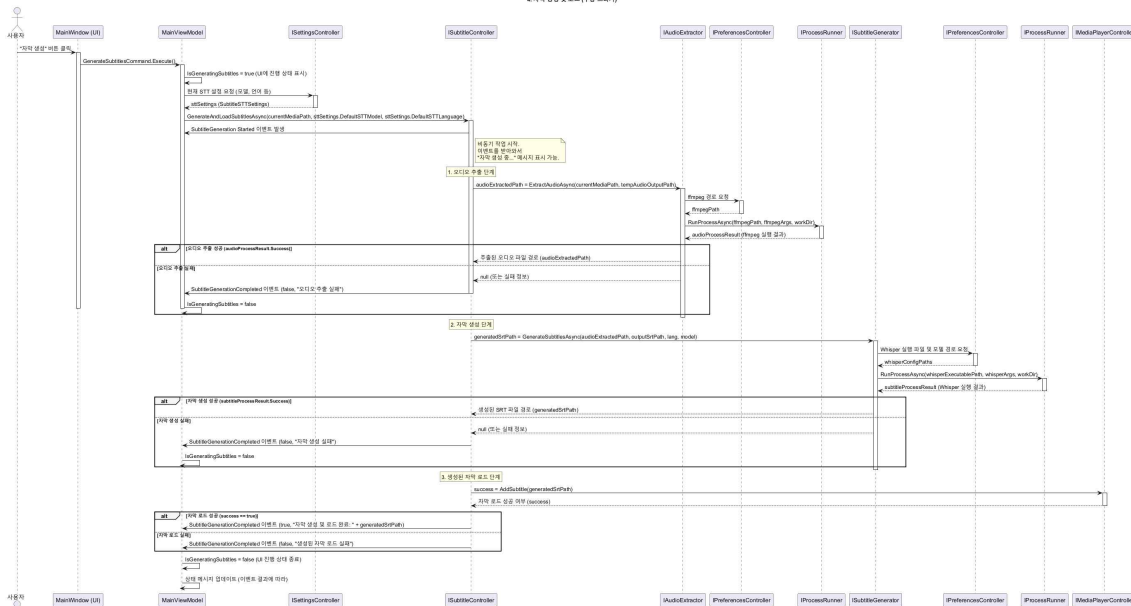 사용자
MainWindow (UI)
MainViewModel
ISettingsController
ISubtitleController
IAudioExtractor
IPreferencesController
IProcessRunner
ISubtitleGenerator
IPreferencesController
IProcessRunner
IMediaPlayerController
"자막 생성" 버튼 클릭
GenerateSubtitlesCommand.Execute()
IsGeneratingSubtitles = true (UI에 진행 상태 표시)
현재 STT 설정 요청 (모델, 언어 등)
sttSettings (SubtitleSTTSettings)
GenerateAndLoadSubtitlesAsync(currentMediaPath, sttSettings.DefaultSTTModel, sttSettings.DefaultSTTLanguage)
SubtitleGeneration Started 이벤트 발생
비동기 작업 시작.
이벤트를 받아와서
"자막 생성 중..." 메시지 표시 가능.
1. 오디오 추출 단계
audioExtractedPath = ExtractAudioAsync(currentMediaPath, tempAudioOutputPath)
ffmpeg 경로 요청
ffmpegPath
RunProcessAsync(ffmpegPath, ffmpegArgs, workDir)
audioProcessResult (ffmpeg 실행 결과)
alt
[오디오 추출 성공 (audioProcessResult.Success)]
추출된 오디오 파일 경로 (audioExtractedPath)
[오디오 추출 실패]
null (또는 실패 정보)
SubtitleGenerationCompleted 이벤트 (false, "오디오 추출 실패")
IsGeneratingSubtitles = false
2. 자막 생성 단계
generatedSrtPath = GenerateSubtitlesAsync(audioExtractedPath, outputSrtPath, lang, model)
Whisper 실행 파일 및 모델 경로 요청
whisperConfigPaths
RunProcessAsync(whisperExecutablePath, whisperArgs, workDir)
subtitleProcessResult (Whisper 실행 결과)
alt
[자막 생성 성공 (subtitleProcessResult.Success)]
생성된 SRT 파일 경로 (generatedSrtPath)
[자막 생성 실패]
null (또는 실패 정보)
SubtitleGenerationCompleted 이벤트 (false, "자막 생성 실패")
IsGeneratingSubtitles = false
3. 생성된 자막 로드 단계
success = AddSubtitle(generatedSrtPath)
자막 로드 성공 여부 (success)
alt
[자막 로드 성공 (success == true)]
SubtitleGenerationCompleted 이벤트 (true, "자막 생성 및 로드 완료: " + generatedSrtPath)
[자막 로드 실패]
SubtitleGenerationCompleted 이벤트 (false, "생성된 자막 로드 실패")
IsGeneratingSubtitles = false (UI 진행 상태 종료)
상태 메시지 업데이트 (이벤트 결과에 따라)
사용자
MainWindow (UI)
MainViewModel
ISettingsController
ISubtitleController
IAudioExtractor
IPreferencesController
IProcessRunner
ISubtitleGenerator
IPreferencesController
IProcessRunner
IMediaPlayerController